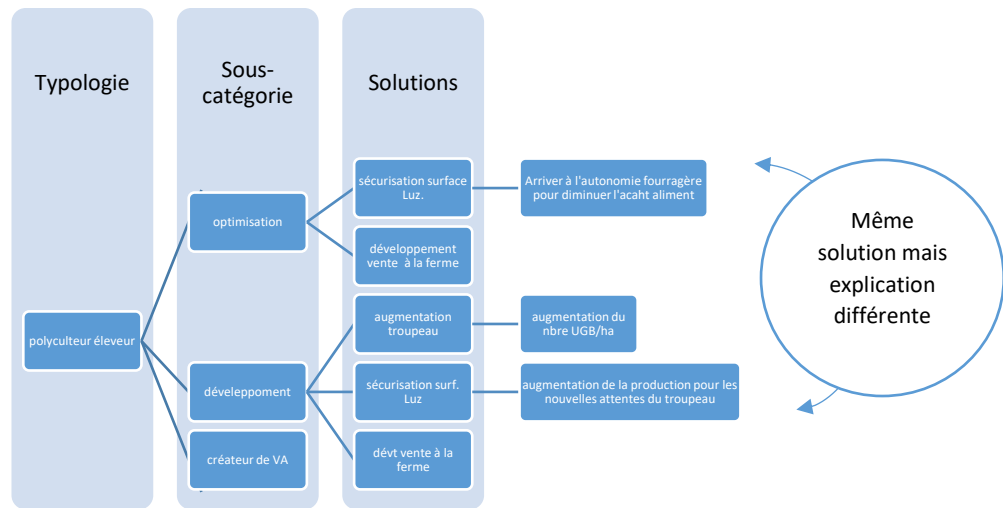 Typologie
Sous-
catégorie
Solutions
sécurisation surface
Luz.
Arriver à l'autonomie fourragère
pour diminuer l'acaht aliment
optimisation
développement
vente à la ferme
Même
solution mais
explication
différente
augmentation
troupeau
augmentation du
nbre UGB/ha
polyculteur éleveur
développment
sécurisation surf.
Luz
augmentation de la production pour les
nouvelles attentes du troupeau
créateur de VA
dévt vente à la
ferme